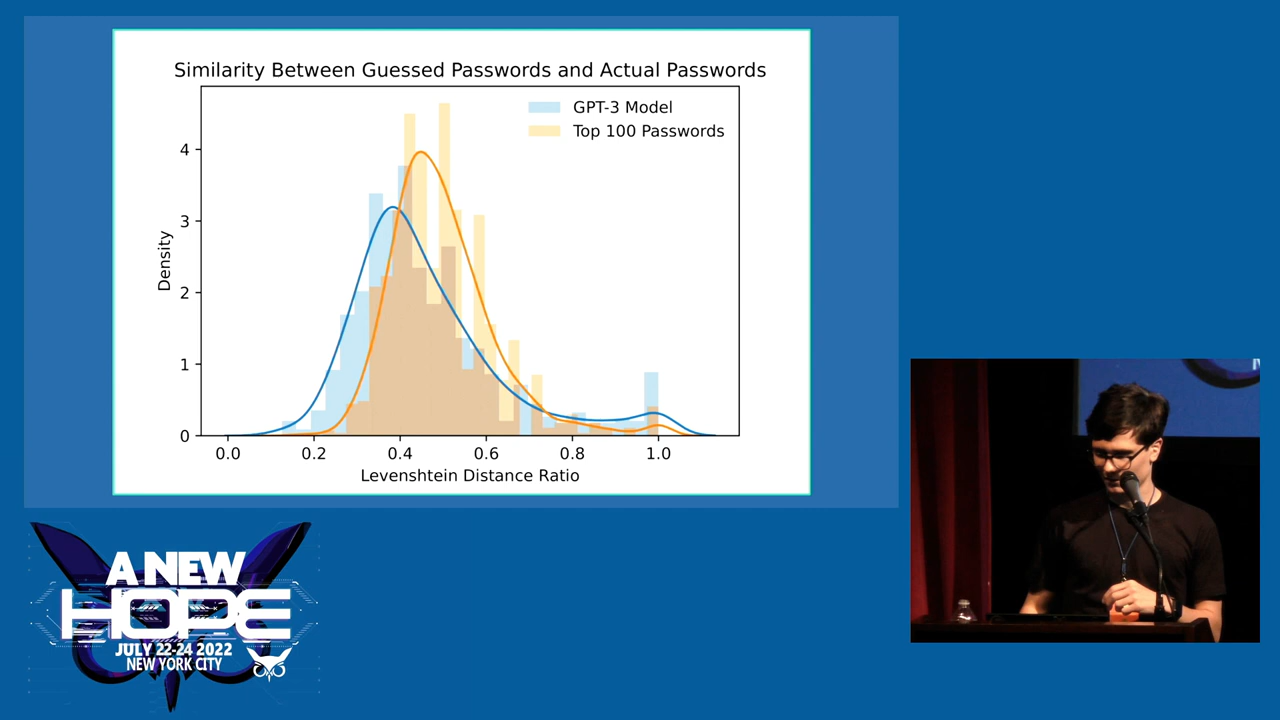 Similarity Between Guessed Passwords and Actual Passwords
GPT-3 Model
Top 100 Passwords
Density
4
3
2
1
0
0.0 0.2 0.4 0.6 0.8 1.0
Levenshtein Distance Ratio
A NEW
HOPE
JULY 22-24 2022
NEW YORK CITY